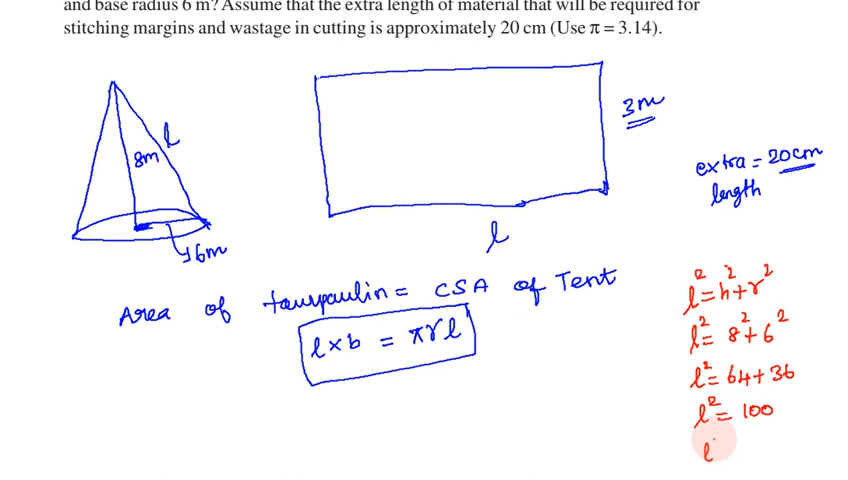 and base radius 6 m? Assume that the extra length of material that will be required for
stitching margins and wastage in cutting is approximately 20 cm (Use π = 3.14).
l
8m
6m
3m
l
extra = 20cm
length
Area of taurpaulin = CSA of Tent
l×b = πrl
l² = h² + r²
l² = 8² + 6²
l² = 64 + 36
l² = 100
l